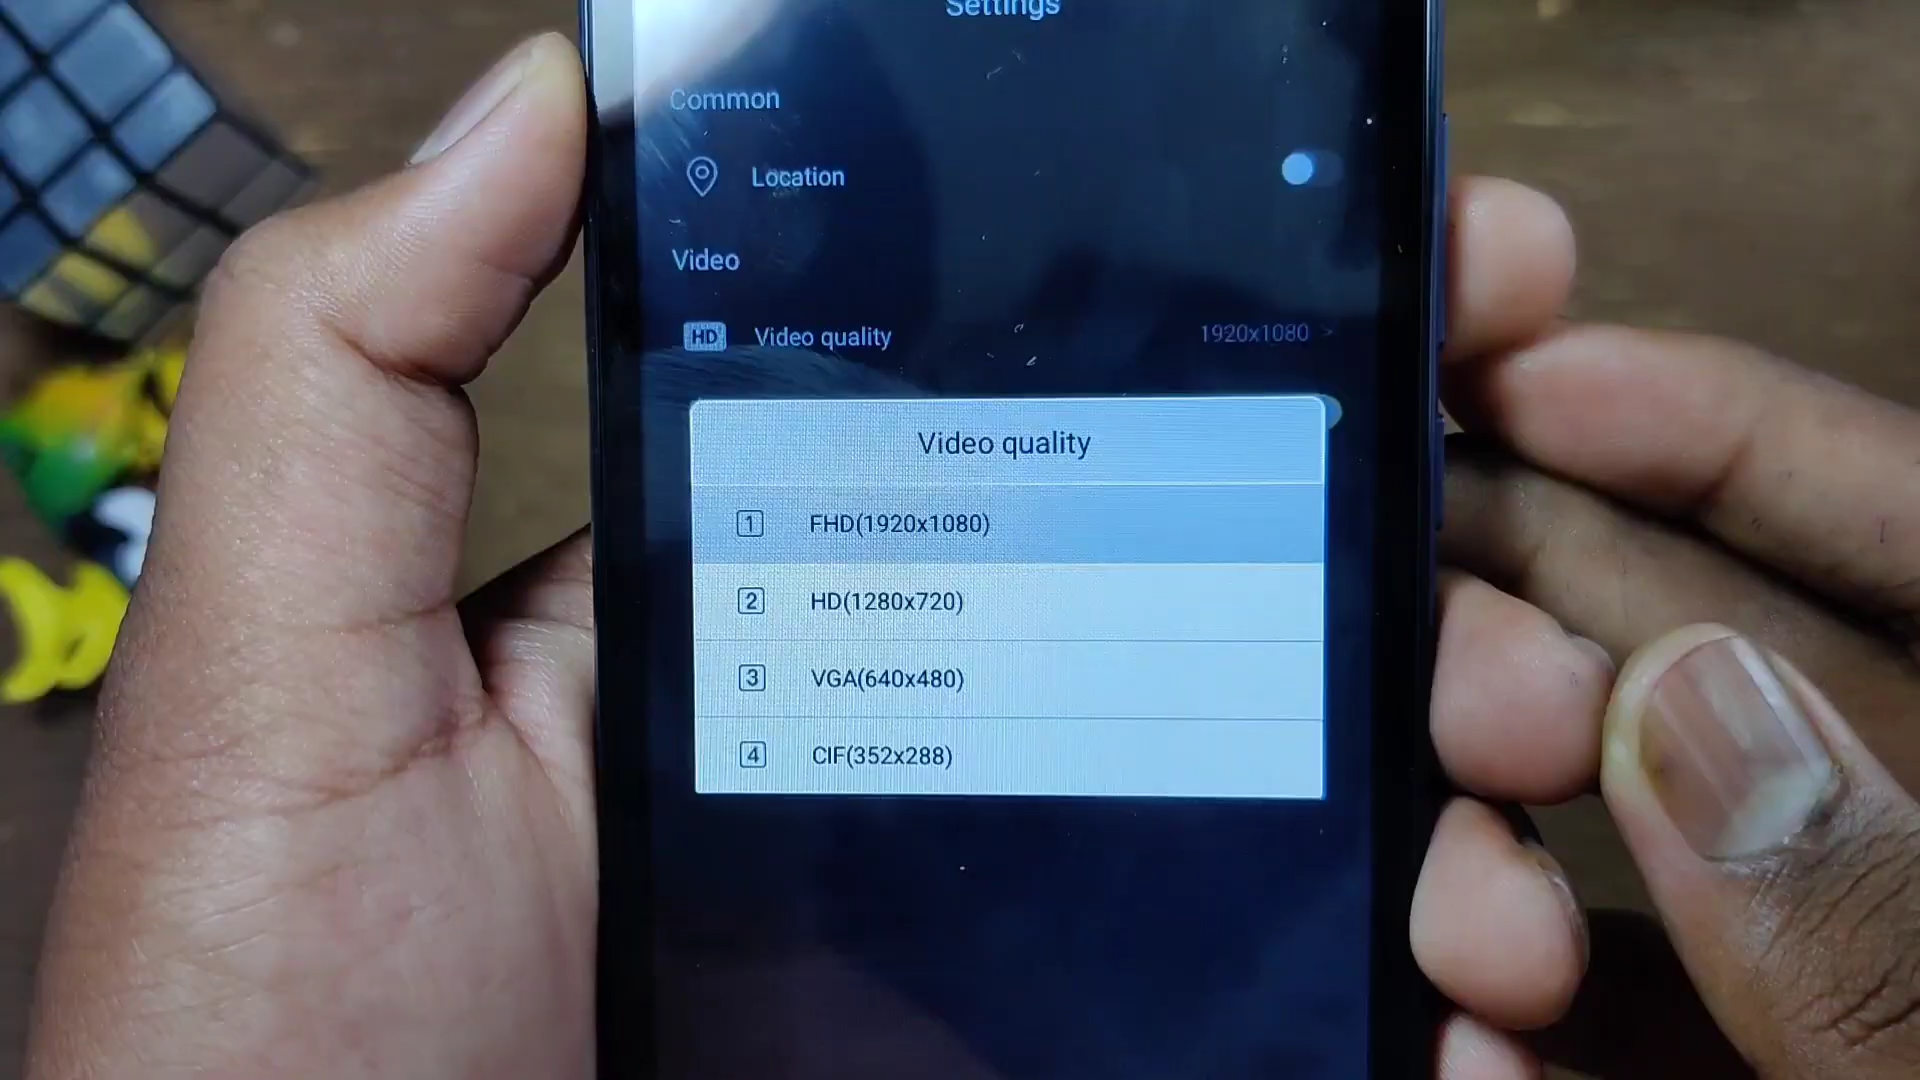 Settings
Common
Location
Video
HD Video quality 1920x1080 >
Video quality
1 FHD(1920x1080)
2 HD(1280x720)
3 VGA(640x480)
4 CIF(352x288)